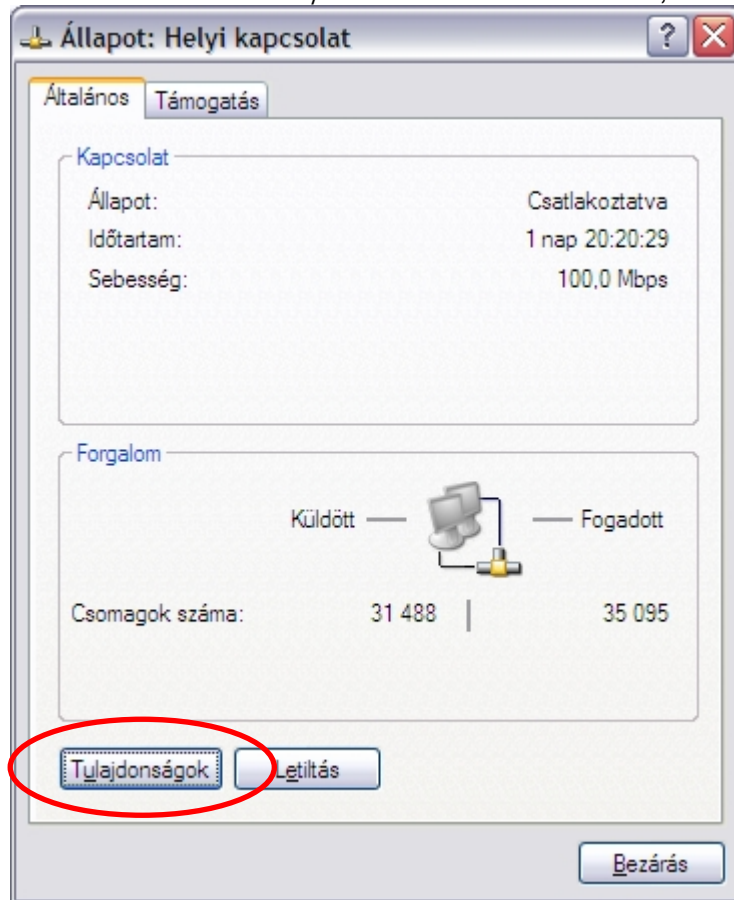 Állapot: Helyi kapcsolat
Általános Támogatás
Kapcsolat
Állapot: Csatlakoztatva
Időtartam: 1 nap 20:20:29
Sebesség: 100,0 Mbps
Forgalom
Küldött Fogadott
Csomagok száma: 31 488 35 095
Tulajdonságok Letiltás
Bezárás